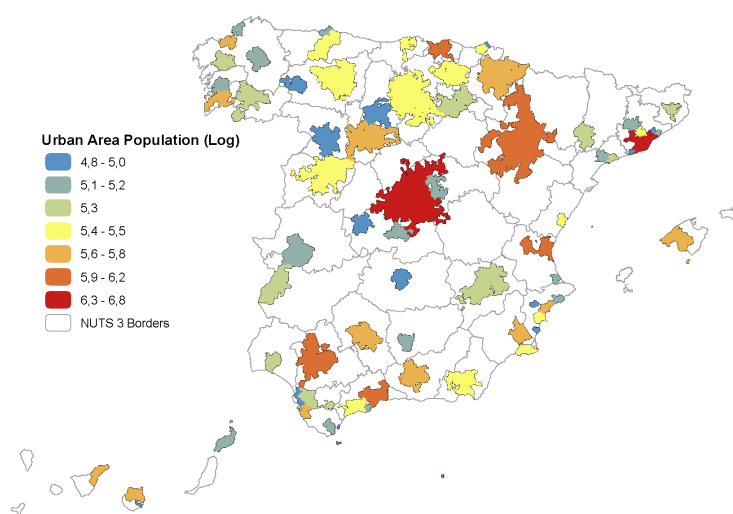 Urban Area Population (Log)
4,8 - 5,0
5,1 - 5,2
5,3
5,4 - 5,5
5,6 - 5,8
5,9 - 6,2
6,3 - 6,8
NUTS 3 Borders